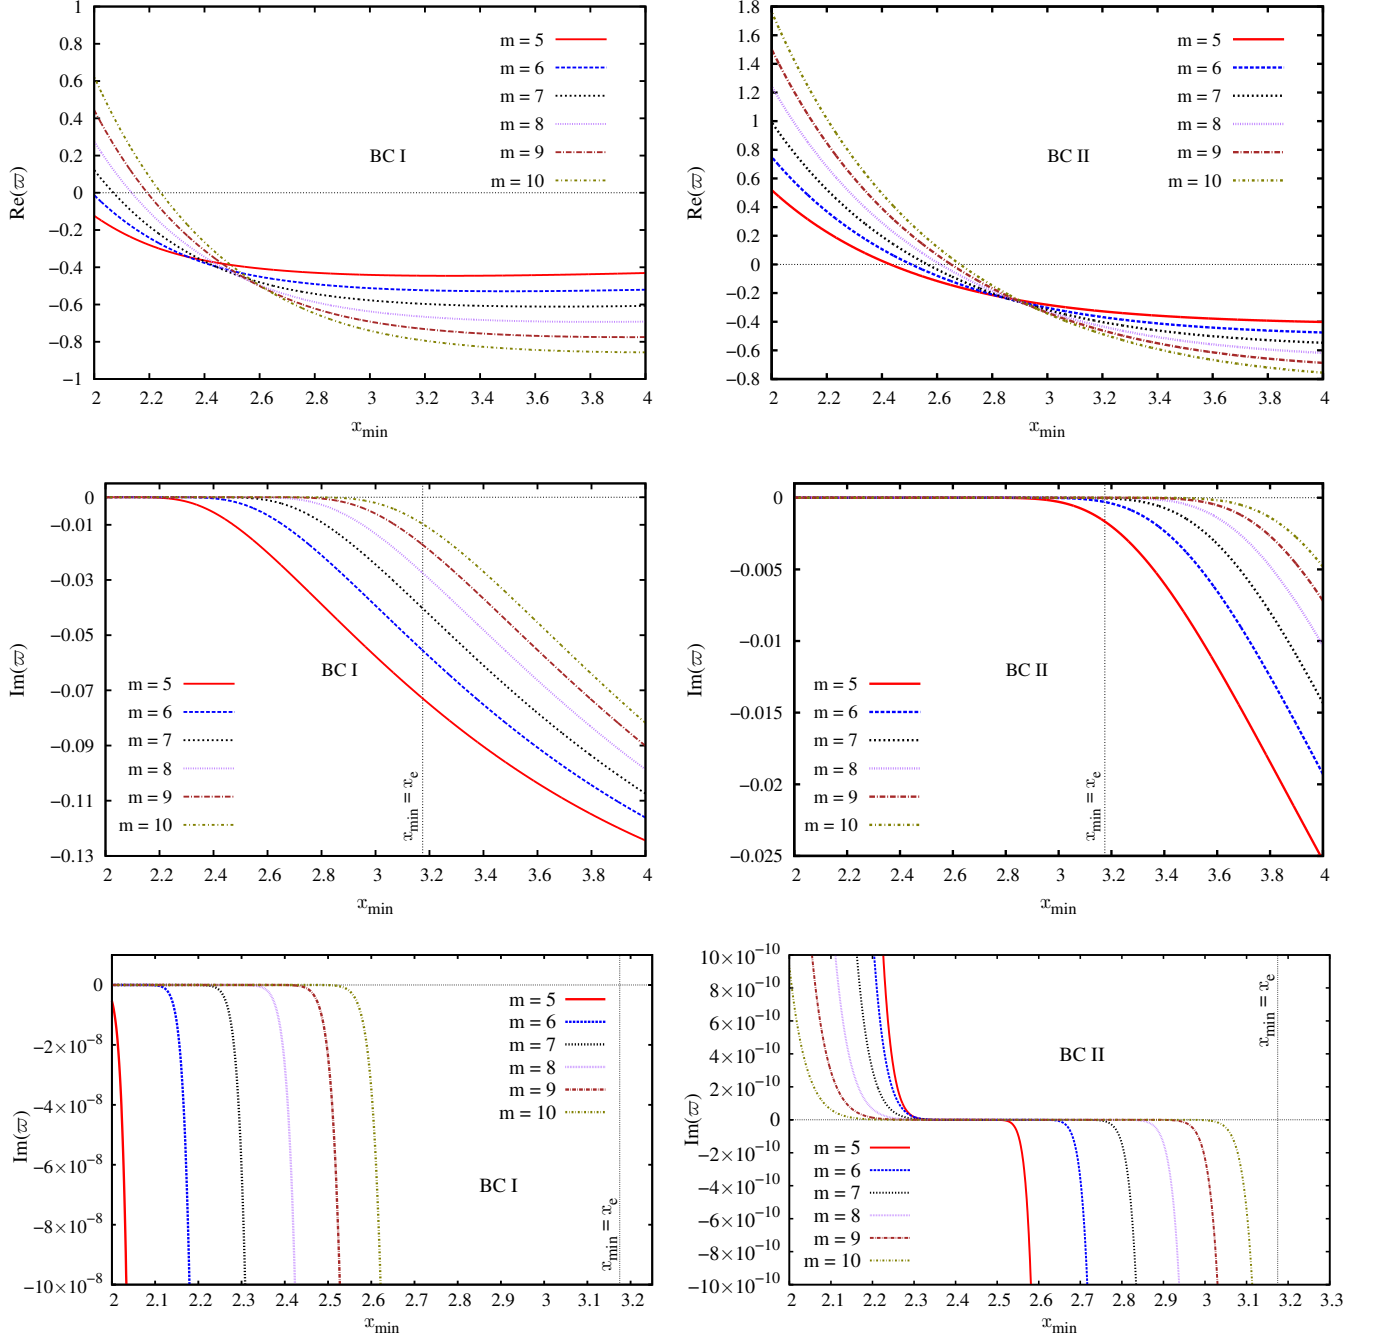 1
0.8
0.6
0.4
0.2
0
−0.2
−0.4
−0.6
−0.8
−1
Re(ϖ)
m = 5
m = 6
m = 7
m = 8
m = 9
m = 10
BC I
2 2.2 2.4 2.6 2.8 3 3.2 3.4 3.6 3.8 4
x_min
1.8
1.6
1.4
1.2
1
0.8
0.6
0.4
0.2
0
−0.2
−0.4
−0.6
−0.8
Re(ϖ)
m = 5
m = 6
m = 7
m = 8
m = 9
m = 10
BC II
2 2.2 2.4 2.6 2.8 3 3.2 3.4 3.6 3.8 4
x_min
0
−0.01
−0.03
−0.05
−0.07
−0.09
−0.11
−0.13
Im(ϖ)
BC I
m = 5
m = 6
m = 7
m = 8
m = 9
m = 10
x_min = x_e
2 2.2 2.4 2.6 2.8 3 3.2 3.4 3.6 3.8 4
x_min
0
−0.005
−0.01
−0.015
−0.02
−0.025
Im(ϖ)
BC II
m = 5
m = 6
m = 7
m = 8
m = 9
m = 10
x_min = x_e
2 2.2 2.4 2.6 2.8 3 3.2 3.4 3.6 3.8 4
x_min
0
−2×10⁻⁸
−4×10⁻⁸
−6×10⁻⁸
−8×10⁻⁸
−10×10⁻⁸
Im(ϖ)
m = 5
m = 6
m = 7
m = 8
m = 9
m = 10
BC I
x_min = x_e
2 2.1 2.2 2.3 2.4 2.5 2.6 2.7 2.8 2.9 3 3.1 3.2
x_min
10×10⁻¹⁰
8×10⁻¹⁰
6×10⁻¹⁰
4×10⁻¹⁰
2×10⁻¹⁰
0
−2×10⁻¹⁰
−4×10⁻¹⁰
−6×10⁻¹⁰
−8×10⁻¹⁰
−10×10⁻¹⁰
Im(ϖ)
BC II
x_min = x_e
m = 5
m = 6
m = 7
m = 8
m = 9
m = 10
2 2.1 2.2 2.3 2.4 2.5 2.6 2.7 2.8 2.9 3 3.1 3.2 3.3
x_min